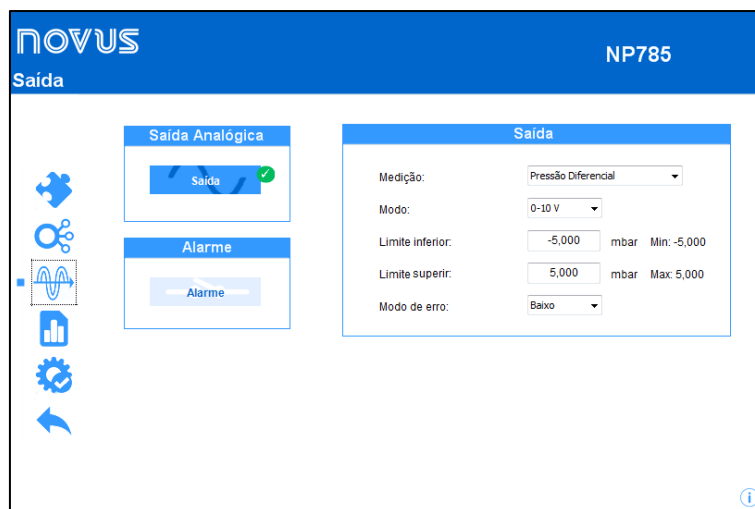 NOVUS
NP785
Saída
Saída Analógica
Saída
Alarme
Alarme
Saída
Medição: Pressão Diferencial
Modo: 0-10 V
Limite inferior: -5,000 mbar Min: -5,000
Limite superir: 5,000 mbar Max: 5,000
Modo de erro: Baixo